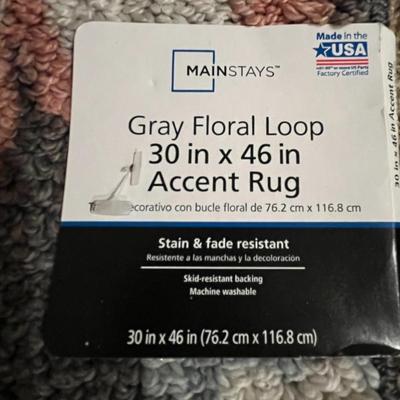 MAINSTAYS™
Made in the
USA
Factory Certified
Gray Floral Loop
30 in x 46 in
Accent Rug
decorativo con bucle floral de 76.2 cm x 116.8 cm
Stain & fade resistant
Resistente a las manchas y la decoloración
Skid-resistant backing
Machine washable
30 in x 46 in (76.2 cm x 116.8 cm)
30 in x 46 in Accent Rug